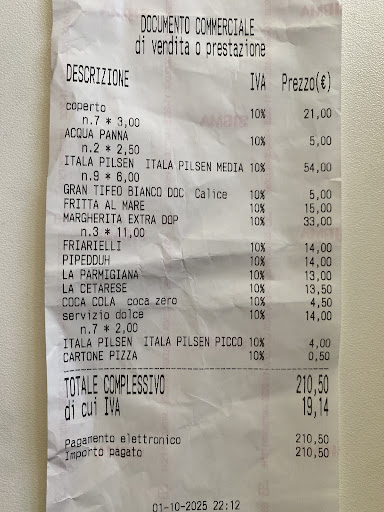 DOCUMENTO COMMERCIALE
di vendita o prestazione
DESCRIZIONE IVA Prezzo(€)
coperto 10% 21,00
n.7 * 3,00
ACQUA PANNA 10% 5,00
n.2 * 2,50
ITALA PILSEN ITALA PILSEN MEDIA 10% 54,00
n.9 * 6,00
GRAN TIFEO BIANCO DOC Calice 10% 5,00
FRITTA AL MARE 10% 15,00
MARGHERITA EXTRA DOP 10% 33,00
n.3 * 11,00
FRIARIELLI 10% 14,00
PIPEDDUH 10% 14,00
LA PARMIGIANA 10% 13,00
LA CETARESE 10% 13,50
COCA COLA coca zero 10% 4,50
servizio dolce 10% 14,00
n.7 * 2,00
ITALA PILSEN ITALA PILSEN PICCO 10% 4,00
CARTONE PIZZA 10% 0,50
TOTALE COMPLESSIVO 210,50
di cui IVA 19,14
Pagamento elettronico 210,50
Importo pagato 210,50
01-10-2025 22:12